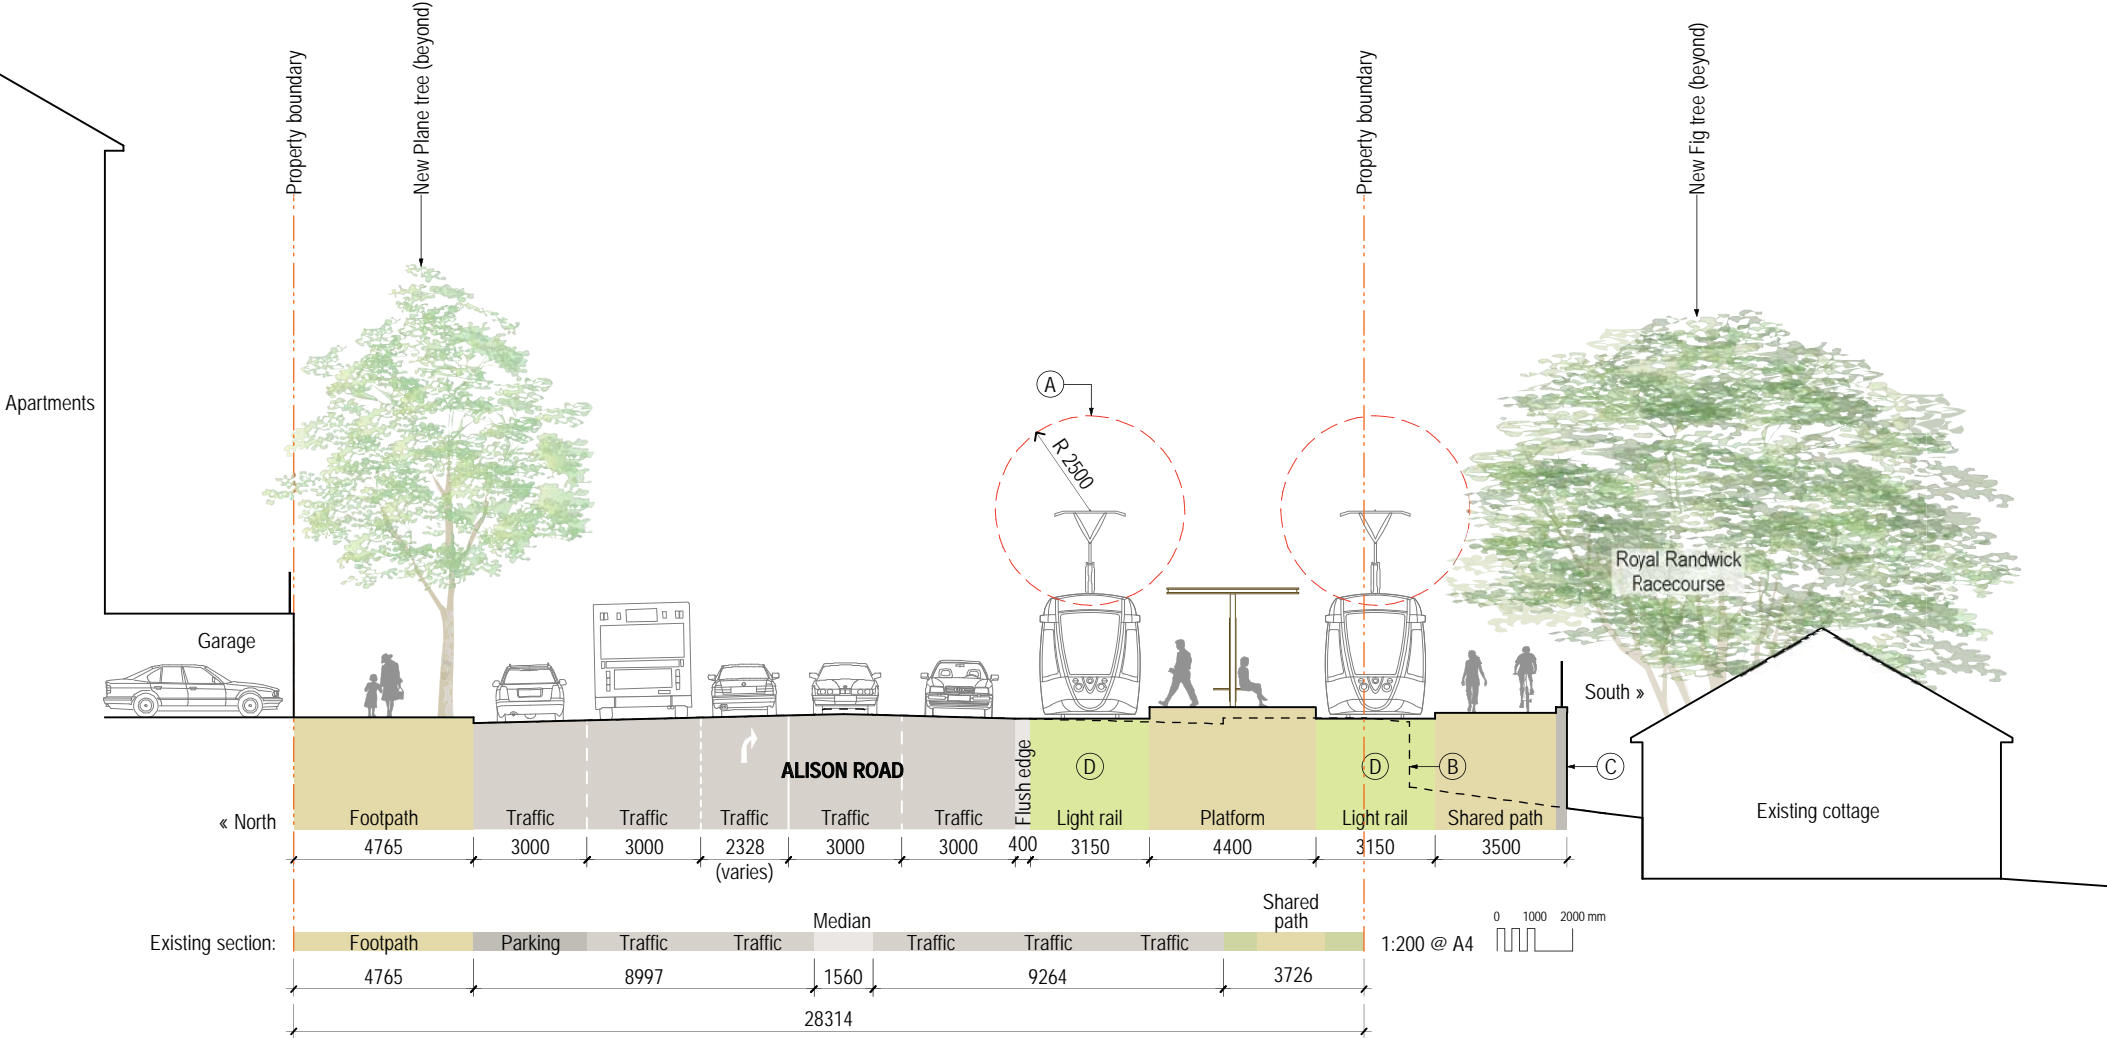 Property boundary
New Plane tree (beyond)
Property boundary
New Fig tree (beyond)
Apartments
A
R 2500
Royal Randwick
Racecourse
Garage
South »
ALISON ROAD
Flush edge
D
D
B
C
« North
Footpath
Traffic
Traffic
Traffic
Traffic
Traffic
Light rail
Platform
Light rail
Shared path
Existing cottage
4765
3000
3000
2328
(varies)
3000
3000
400
3150
4400
3150
3500
Existing section:
Footpath
Parking
Traffic
Traffic
Median
Traffic
Traffic
Traffic
Shared
path
1:200 @ A4
0 1000 2000 mm
4765
8997
1560
9264
3726
28314